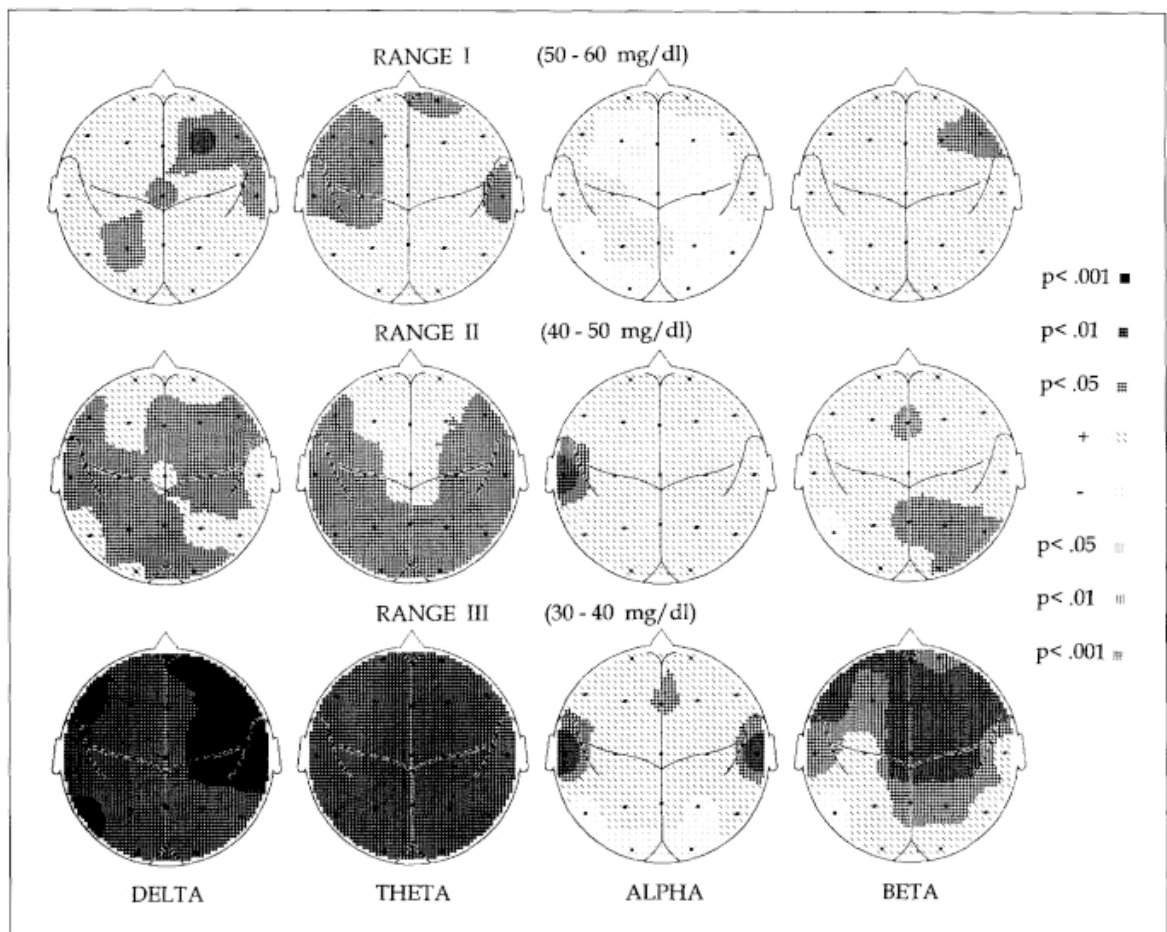 RANGE I (50 - 60 mg/dl)
p< .001
p< .01
p< .05
+
-
p< .05
p< .01
p< .001
RANGE II (40 - 50 mg/dl)
RANGE III (30 - 40 mg/dl)
DELTA THETA ALPHA BETA